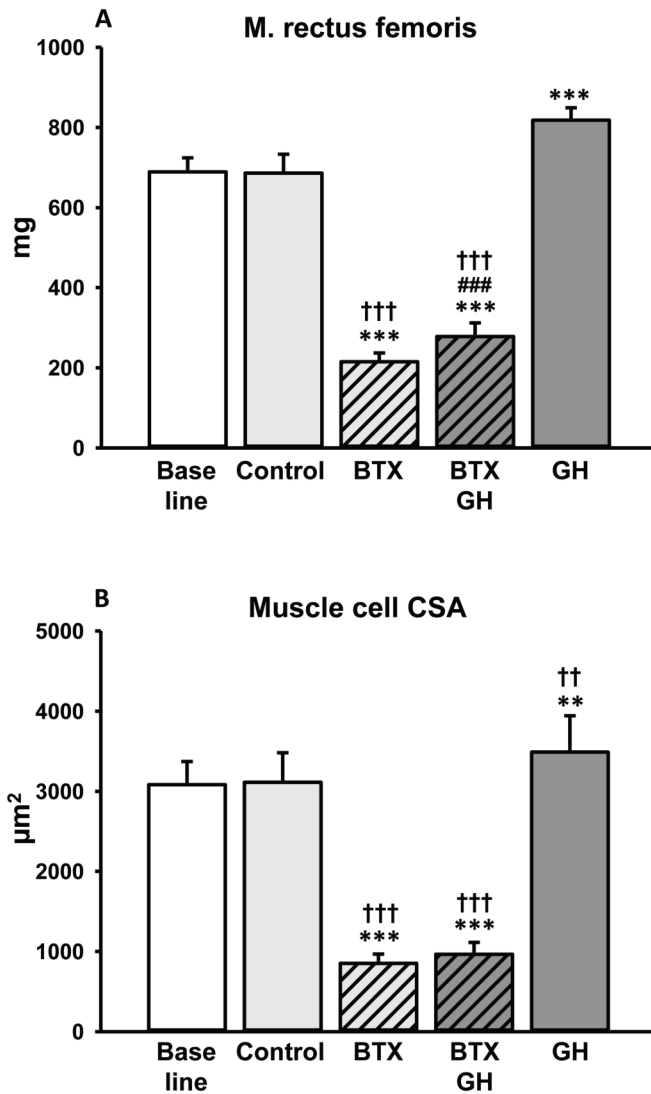 A
M. rectus femoris
1000
800
600
400
200
0
mg
***
†††
###
***
†††
***
Base
line
Control
BTX
BTX
GH
GH
B
Muscle cell CSA
5000
4000
3000
2000
1000
0
µm²
††
**
†††
***
†††
***
Base
line
Control
BTX
BTX
GH
GH